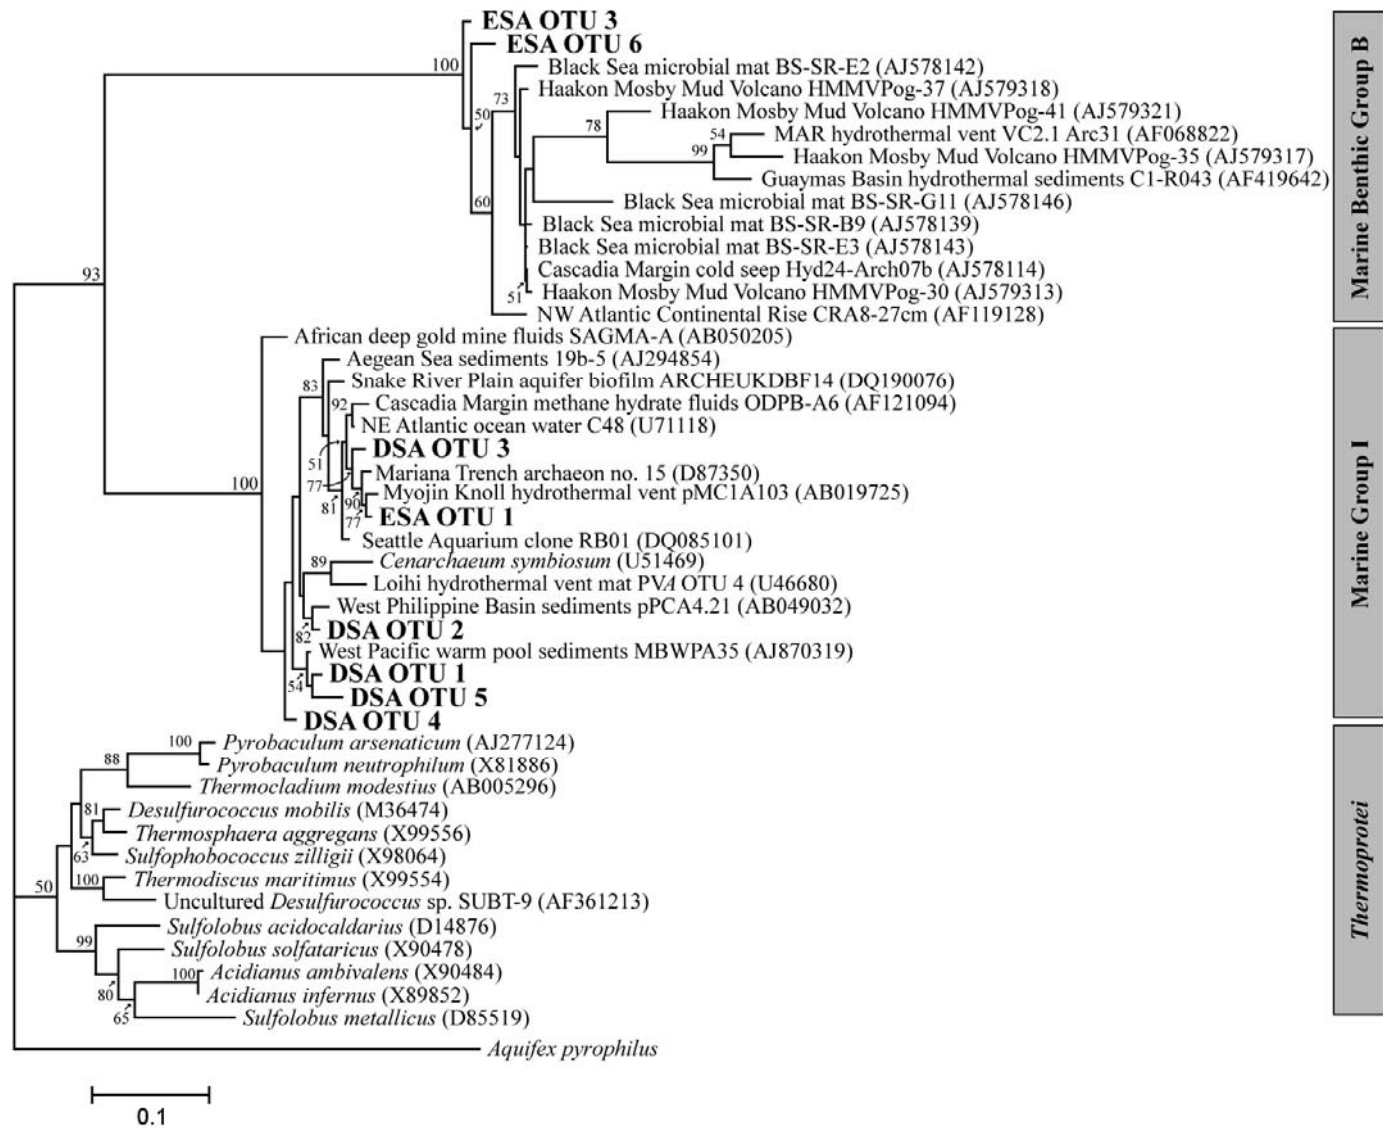 ESA OTU 3
ESA OTU 6
100
Black Sea microbial mat BS-SR-E2 (AJ578142)
73
Haakon Mosby Mud Volcano HMMVPog-37 (AJ579318)
50
Haakon Mosby Mud Volcano HMMVPog-41 (AJ579321)
78
54
MAR hydrothermal vent VC2.1 Arc31 (AF068822)
99
Haakon Mosby Mud Volcano HMMVPog-35 (AJ579317)
Guaymas Basin hydrothermal sediments C1-R043 (AF419642)
60
Black Sea microbial mat BS-SR-G11 (AJ578146)
Black Sea microbial mat BS-SR-B9 (AJ578139)
Black Sea microbial mat BS-SR-E3 (AJ578143)
93
Cascadia Margin cold seep Hyd24-Arch07b (AJ578114)
51
Haakon Mosby Mud Volcano HMMVPog-30 (AJ579313)
NW Atlantic Continental Rise CRA8-27cm (AF119128)
Marine Benthic Group B
African deep gold mine fluids SAGMA-A (AB050205)
Aegean Sea sediments 19b-5 (AJ294854)
83
Snake River Plain aquifer biofilm ARCHEUKDBF14 (DQ190076)
92
Cascadia Margin methane hydrate fluids ODPB-A6 (AF121094)
NE Atlantic ocean water C48 (U71118)
DSA OTU 3
51
Mariana Trench archaeon no. 15 (D87350)
100
77
Myojin Knoll hydrothermal vent pMC1A103 (AB019725)
81
90
ESA OTU 1
77
Seattle Aquarium clone RB01 (DQ085101)
89
Cenarchaeum symbiosum (U51469)
Loihi hydrothermal vent mat PVA OTU 4 (U46680)
West Philippine Basin sediments pPCA4.21 (AB049032)
82
DSA OTU 2
West Pacific warm pool sediments MBWPA35 (AJ870319)
DSA OTU 1
54
DSA OTU 5
DSA OTU 4
Marine Group I
100
Pyrobaculum arsenaticum (AJ277124)
88
Pyrobaculum neutrophilum (X81886)
Thermocladium modestius (AB005296)
81
Desulfurococcus mobilis (M36474)
Thermosphaera aggregans (X99556)
63
Sulfophobococcus zilligii (X98064)
100
Thermodiscus maritimus (X99554)
50
Uncultured Desulfurococcus sp. SUBT-9 (AF361213)
Sulfolobus acidocaldarius (D14876)
99
Sulfolobus solfataricus (X90478)
100
Acidianus ambivalens (X90484)
80
Acidianus infernus (X89852)
65
Sulfolobus metallicus (D85519)
Thermoprotei
Aquifex pyrophilus
0.1